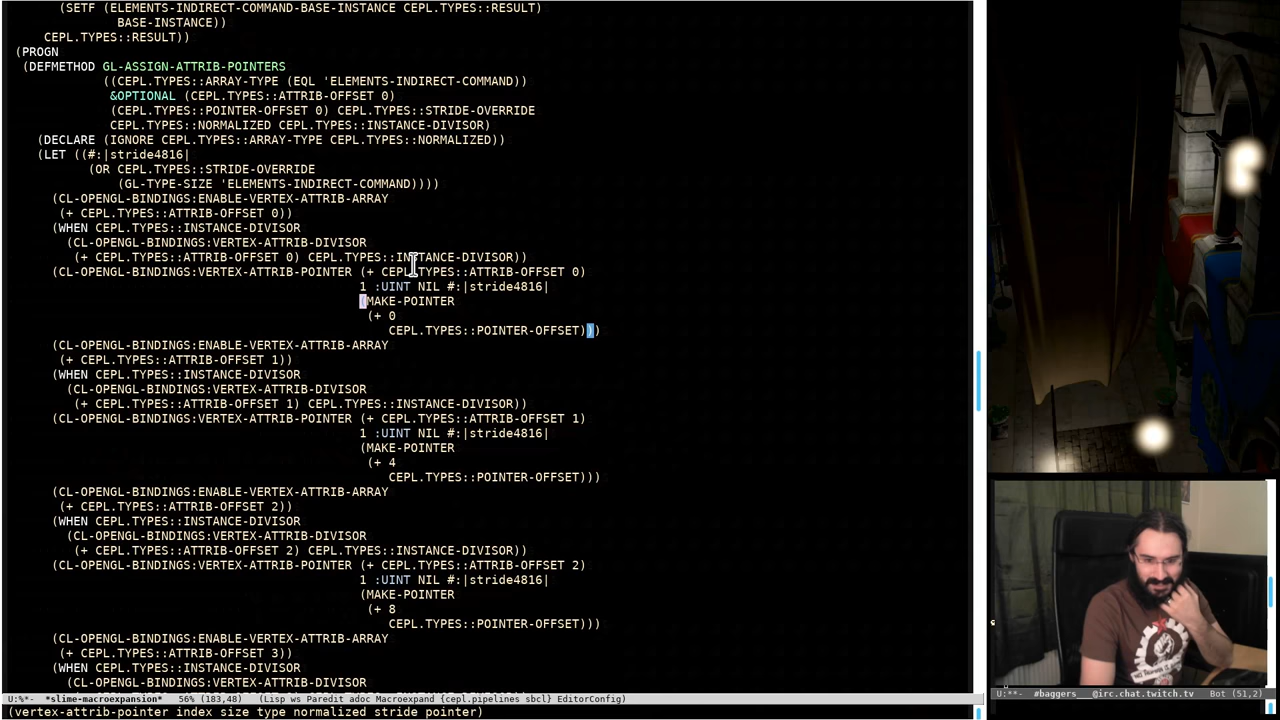 (SETF (ELEMENTS-INDIRECT-COMMAND-BASE-INSTANCE CEPL.TYPES::RESULT)
BASE-INSTANCE))
CEPL.TYPES::RESULT))
(PROGN
(DEFMETHOD GL-ASSIGN-ATTRIB-POINTERS
((CEPL.TYPES::ARRAY-TYPE (EQL 'ELEMENTS-INDIRECT-COMMAND))
&OPTIONAL (CEPL.TYPES::ATTRIB-OFFSET 0)
(CEPL.TYPES::POINTER-OFFSET 0) CEPL.TYPES::STRIDE-OVERRIDE
CEPL.TYPES::NORMALIZED CEPL.TYPES::INSTANCE-DIVISOR)
(DECLARE (IGNORE CEPL.TYPES::ARRAY-TYPE CEPL.TYPES::NORMALIZED))
(LET ((#:|stride4816|
(OR CEPL.TYPES::STRIDE-OVERRIDE
(GL-TYPE-SIZE 'ELEMENTS-INDIRECT-COMMAND))))
(CL-OPENGL-BINDINGS:ENABLE-VERTEX-ATTRIB-ARRAY
(+ CEPL.TYPES::ATTRIB-OFFSET 0))
(WHEN CEPL.TYPES::INSTANCE-DIVISOR
(CL-OPENGL-BINDINGS:VERTEX-ATTRIB-DIVISOR
(+ CEPL.TYPES::ATTRIB-OFFSET 0) CEPL.TYPES::INSTANCE-DIVISOR))
(CL-OPENGL-BINDINGS:VERTEX-ATTRIB-POINTER (+ CEPL.TYPES::ATTRIB-OFFSET 0)
1 :UINT NIL #:|stride4816|
(MAKE-POINTER
(+ 0
CEPL.TYPES::POINTER-OFFSET)))
(CL-OPENGL-BINDINGS:ENABLE-VERTEX-ATTRIB-ARRAY
(+ CEPL.TYPES::ATTRIB-OFFSET 1))
(WHEN CEPL.TYPES::INSTANCE-DIVISOR
(CL-OPENGL-BINDINGS:VERTEX-ATTRIB-DIVISOR
(+ CEPL.TYPES::ATTRIB-OFFSET 1) CEPL.TYPES::INSTANCE-DIVISOR))
(CL-OPENGL-BINDINGS:VERTEX-ATTRIB-POINTER (+ CEPL.TYPES::ATTRIB-OFFSET 1)
1 :UINT NIL #:|stride4816|
(MAKE-POINTER
(+ 4
CEPL.TYPES::POINTER-OFFSET)))
(CL-OPENGL-BINDINGS:ENABLE-VERTEX-ATTRIB-ARRAY
(+ CEPL.TYPES::ATTRIB-OFFSET 2))
(WHEN CEPL.TYPES::INSTANCE-DIVISOR
(CL-OPENGL-BINDINGS:VERTEX-ATTRIB-DIVISOR
(+ CEPL.TYPES::ATTRIB-OFFSET 2) CEPL.TYPES::INSTANCE-DIVISOR))
(CL-OPENGL-BINDINGS:VERTEX-ATTRIB-POINTER (+ CEPL.TYPES::ATTRIB-OFFSET 2)
1 :UINT NIL #:|stride4816|
(MAKE-POINTER
(+ 8
CEPL.TYPES::POINTER-OFFSET)))
(CL-OPENGL-BINDINGS:ENABLE-VERTEX-ATTRIB-ARRAY
(+ CEPL.TYPES::ATTRIB-OFFSET 3))
(WHEN CEPL.TYPES::INSTANCE-DIVISOR
(CL-OPENGL-BINDINGS:VERTEX-ATTRIB-DIVISOR
U:%*- *slime-macroexpansion* 56% (183,48) (Lisp ws Paredit adoc Macroexpand {cepl.pipelines sbcl} EditorConfig)
(vertex-attrib-pointer index size type normalized stride pointer)
U:**- #baggers___@irc.chat.twitch.tv Bot (51,2)